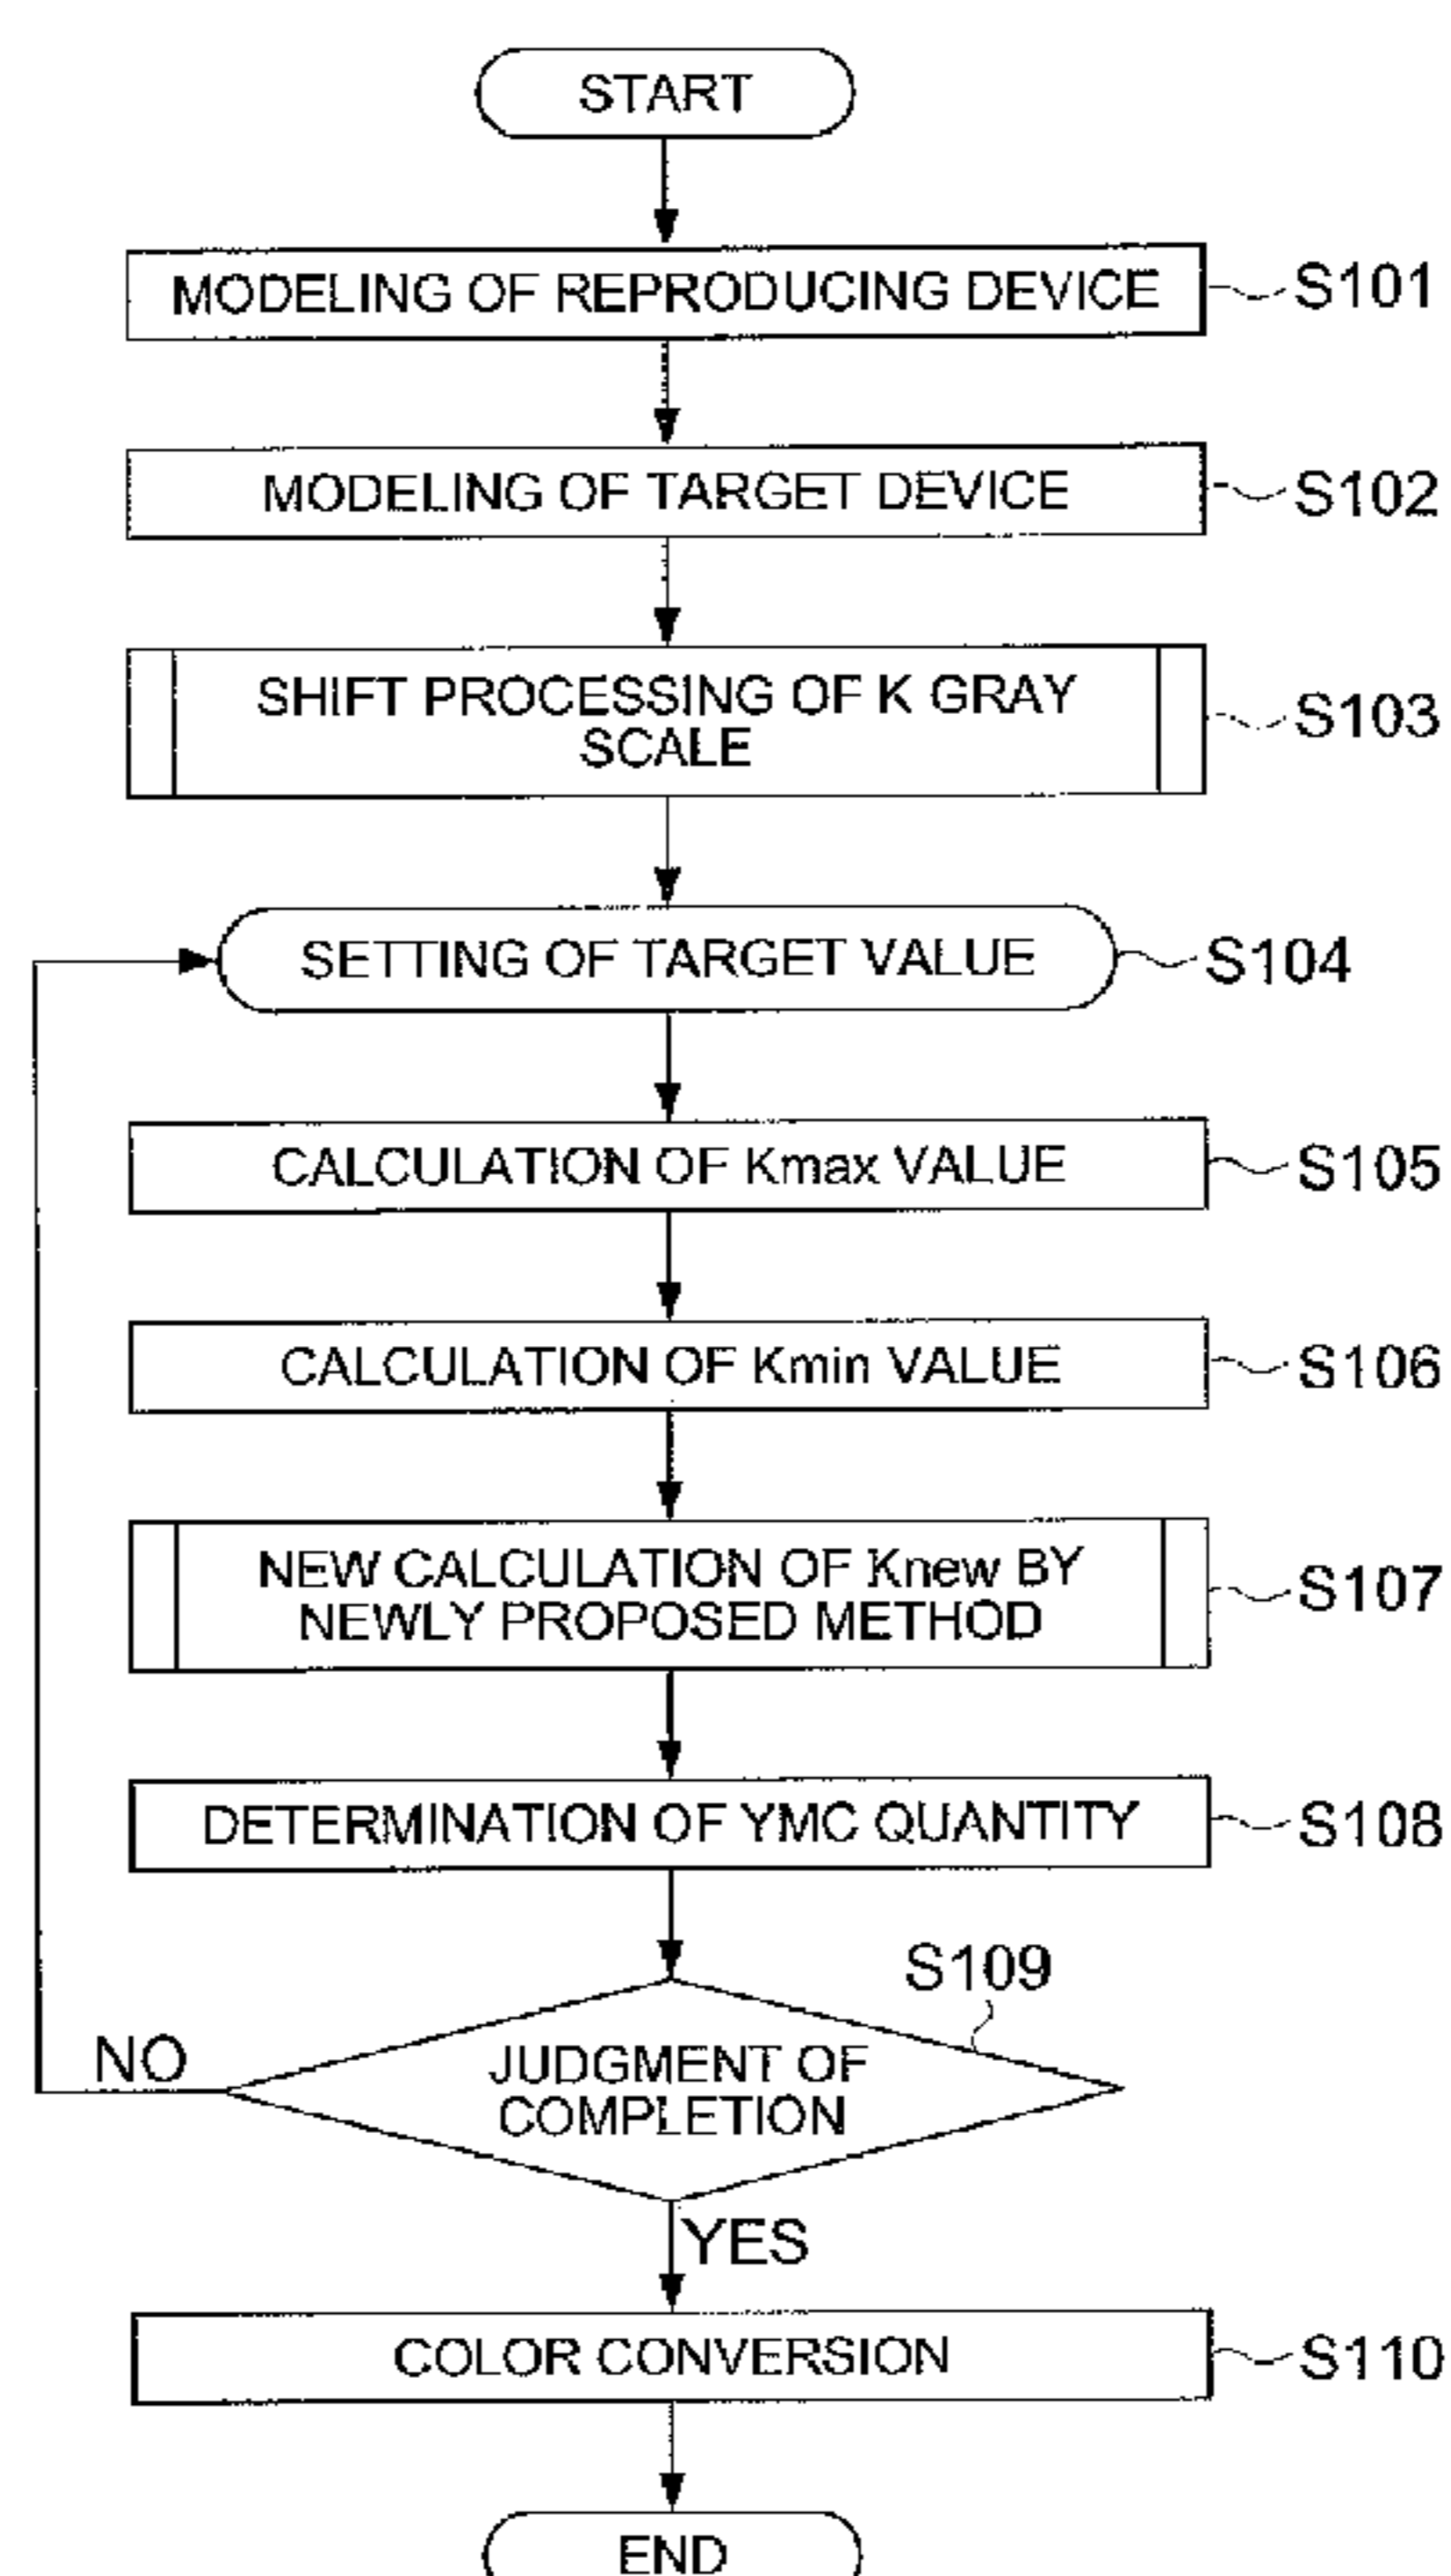 START
MODELING OF REPRODUCING DEVICE S101
MODELING OF TARGET DEVICE S102
SHIFT PROCESSING OF K GRAY
SCALE
S103
SETTING OF TARGET VALUE S104
CALCULATION OF Kmax VALUE S105
CALCULATION OF Kmin VALUE S106
NEW CALCULATION OF Knew BY
NEWLY PROPOSED METHOD
S107
DETERMINATION OF YMC QUANTITY S108
S109
JUDGMENT OF
COMPLETION
NO
YES
COLOR CONVERSION S110
END